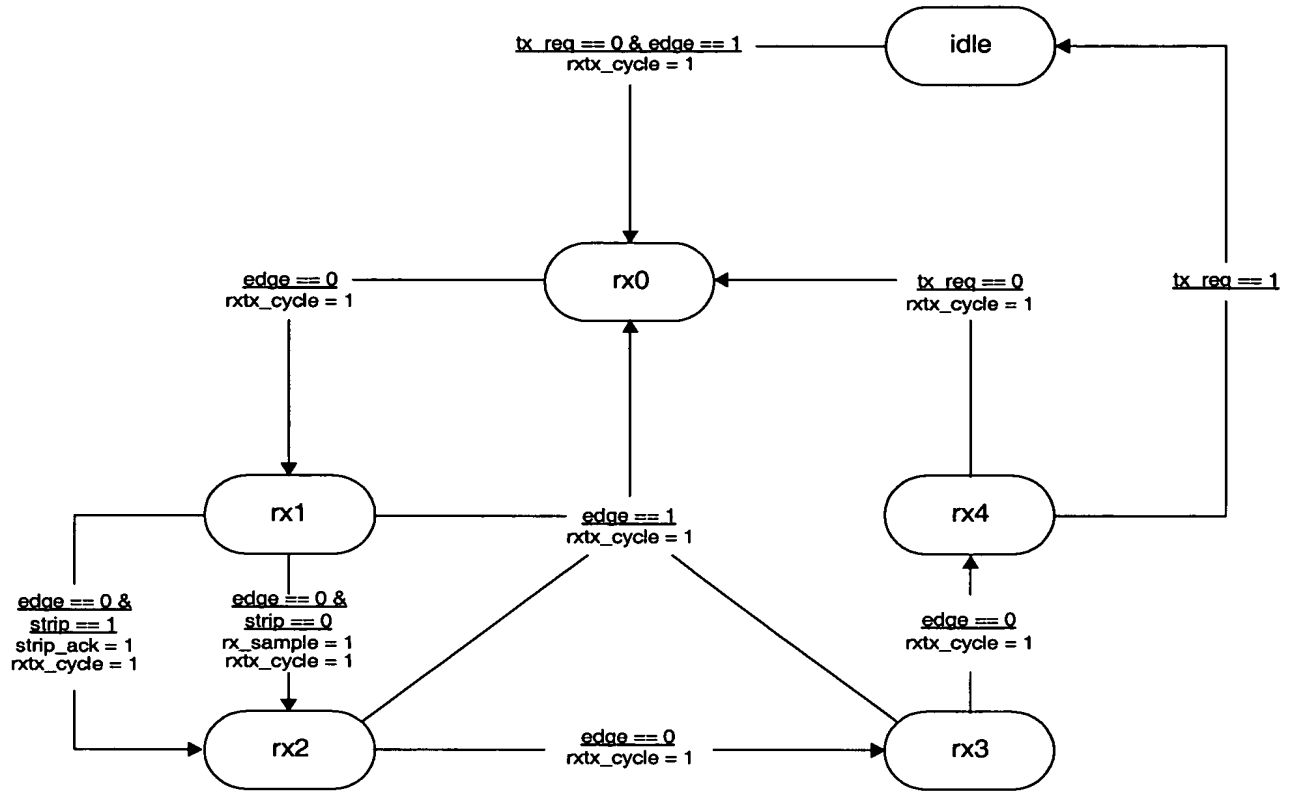 tx_req == 0 & edge == 1
rxtx_cycle = 1
idle
edge == 0
rxtx_cycle = 1
rx0
tx_req == 0
rxtx_cycle = 1
tx_req == 1
rx1
edge == 1
rxtx_cycle = 1
rx4
edge == 0 &
strip == 1
strip_ack = 1
rxtx_cycle = 1
edge == 0 &
strip == 0
rx_sample = 1
rxtx_cycle = 1
edge == 0
rxtx_cycle = 1
rx2
edge == 0
rxtx_cycle = 1
rx3